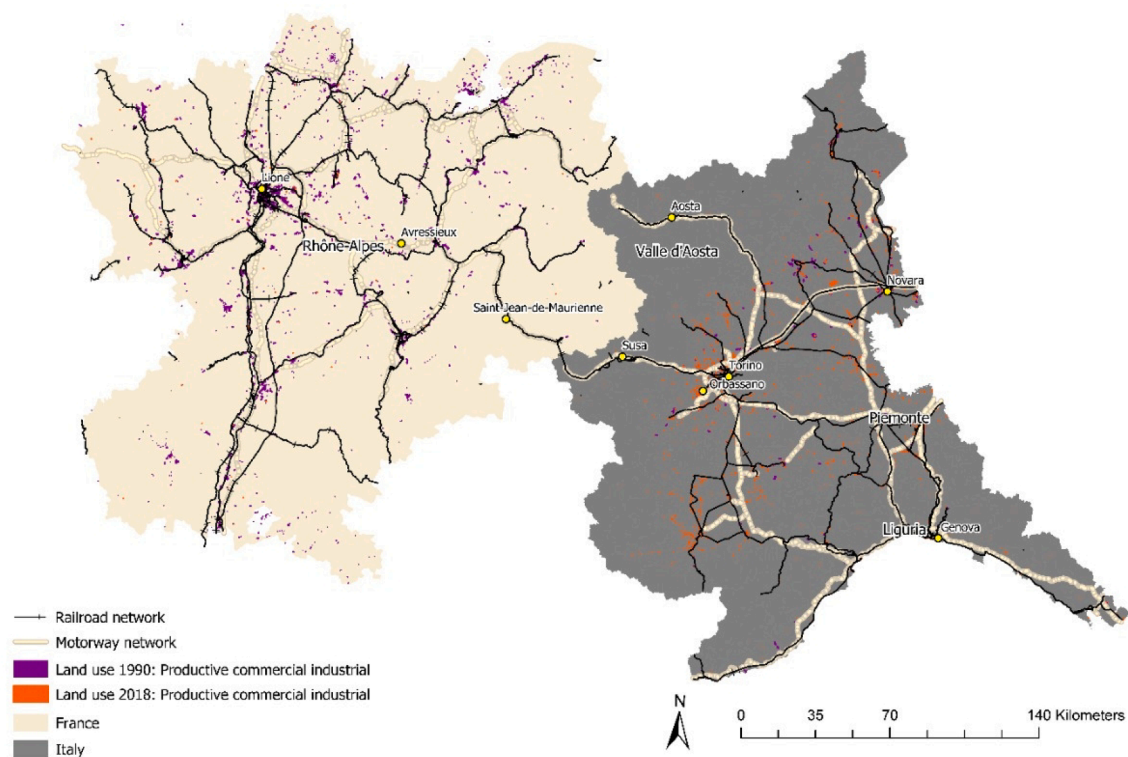 Lione
Avressieux
Rhône-Alpes
Saint-Jean-de-Maurienne
Aosta
Valle d'Aosta
Novara
Susa
Torino
Orbassano
Piemonte
Liguria
Genova
Railroad network
Motorway network
Land use 1990: Productive commercial industrial
Land use 2018: Productive commercial industrial
France
Italy
N
0 35 70 140 Kilometers